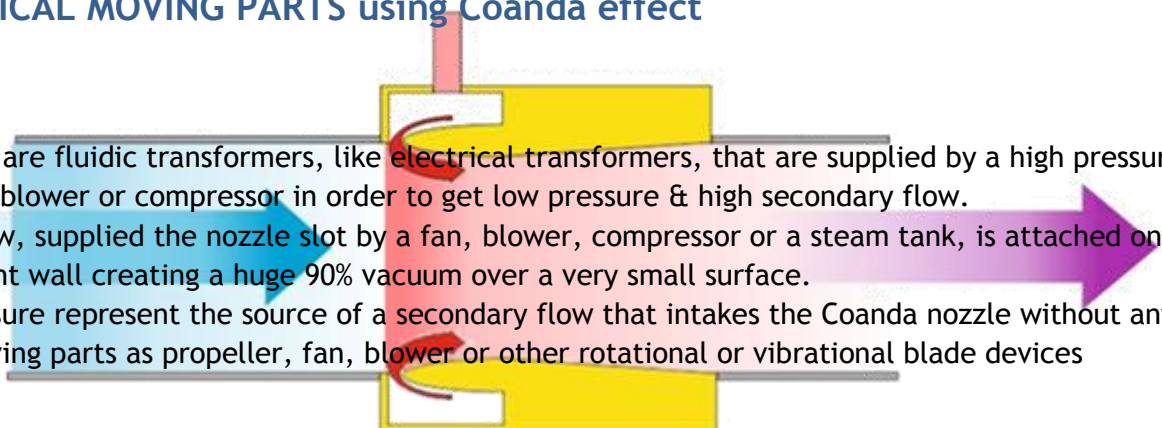 ICAL MOVING PARTS using Coanda effect
are fluidic transformers, like electrical transformers, that are supplied by a high pressur
blower or compressor in order to get low pressure & high secondary flow.
w, supplied the nozzle slot by a fan, blower, compressor or a steam tank, is attached on
nt wall creating a huge 90% vacuum over a very small surface.
sure represent the source of a secondary flow that intakes the Coanda nozzle without an
ving parts as propeller, fan, blower or other rotational or vibrational blade devices